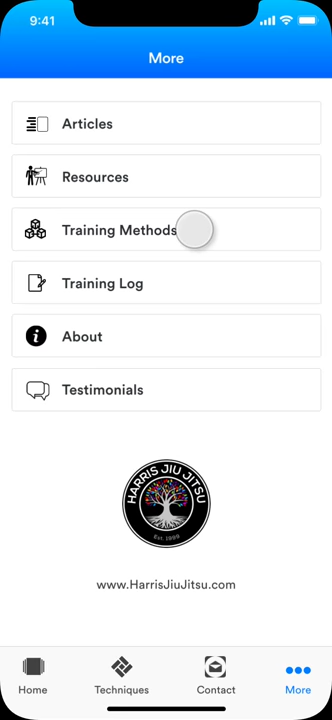 9:41
More
Articles
Resources
Training Methods
Training Log
About
Testimonials
HARRIS JIU JITSU
Est. 1995
www.HarrisJiuJitsu.com
Home
Techniques
Contact
More